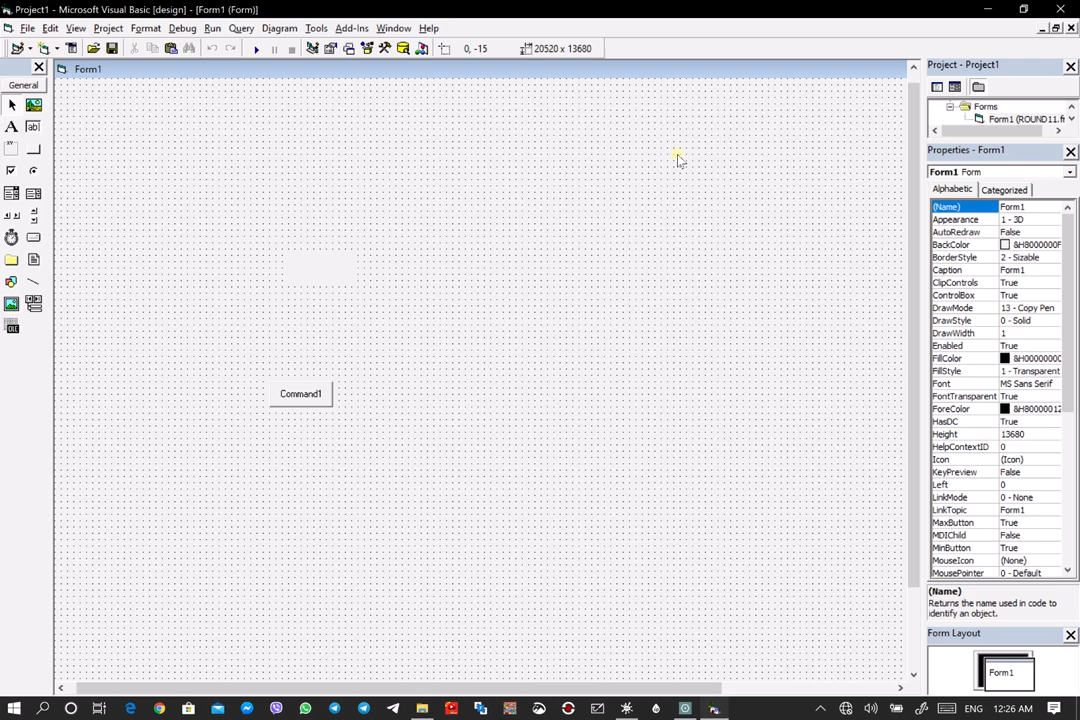 Project1 - Microsoft Visual Basic [design] - [Form1 (Form)]
File Edit View Project Format Debug Run Query Diagram Tools Add-Ins Window Help
0, -15 20520 x 13680
General
Form1
Command1
Project - Project1
Forms
Form1 (ROUND11.fr
Properties - Form1
Form1 Form
Alphabetic Categorized
(Name) Form1
Appearance 1 - 3D
AutoRedraw False
BackColor &H8000000F
BorderStyle 2 - Sizable
Caption Form1
ClipControls True
ControlBox True
DrawMode 13 - Copy Pen
DrawStyle 0 - Solid
DrawWidth 1
Enabled True
FillColor &H0000000C
FillStyle 1 - Transparent
Font MS Sans Serif
FontTransparent True
ForeColor &H80000012
HasDC True
Height 13680
HelpContextID 0
Icon (Icon)
KeyPreview False
Left 0
LinkMode 0 - None
LinkTopic Form1
MaxButton True
MDIChild False
MinButton True
MouseIcon (None)
MousePointer 0 - Default
(Name)
Returns the name used in code to
identify an object.
Form Layout
Form1
ENG 12:26 AM